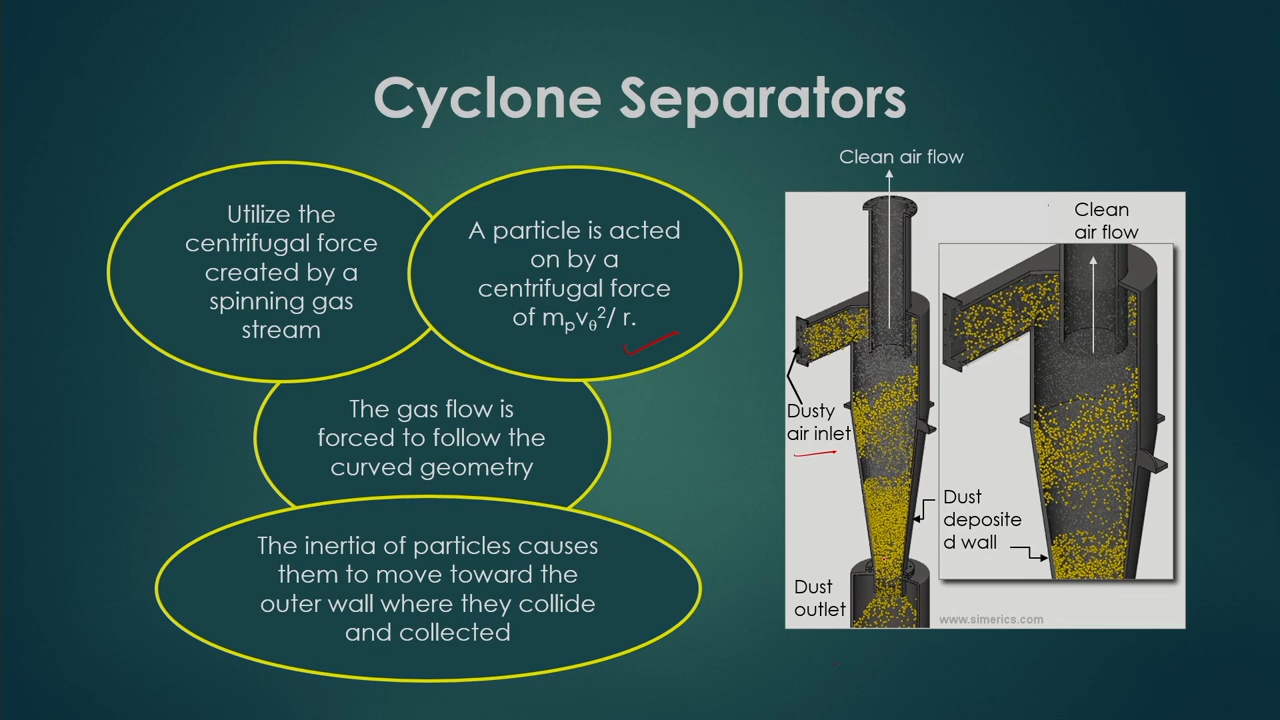 Cyclone Separators
Utilize the
centrifugal force
created by a
spinning gas
stream
A particle is acted
on by a
centrifugal force
of mₚv_θ²/ r.
The gas flow is
forced to follow the
curved geometry
The inertia of particles causes
them to move toward the
outer wall where they collide
and collected
Clean air flow
Clean
air flow
Dusty
air inlet
Dust
deposite
d wall
Dust
outlet
www.simerics.com